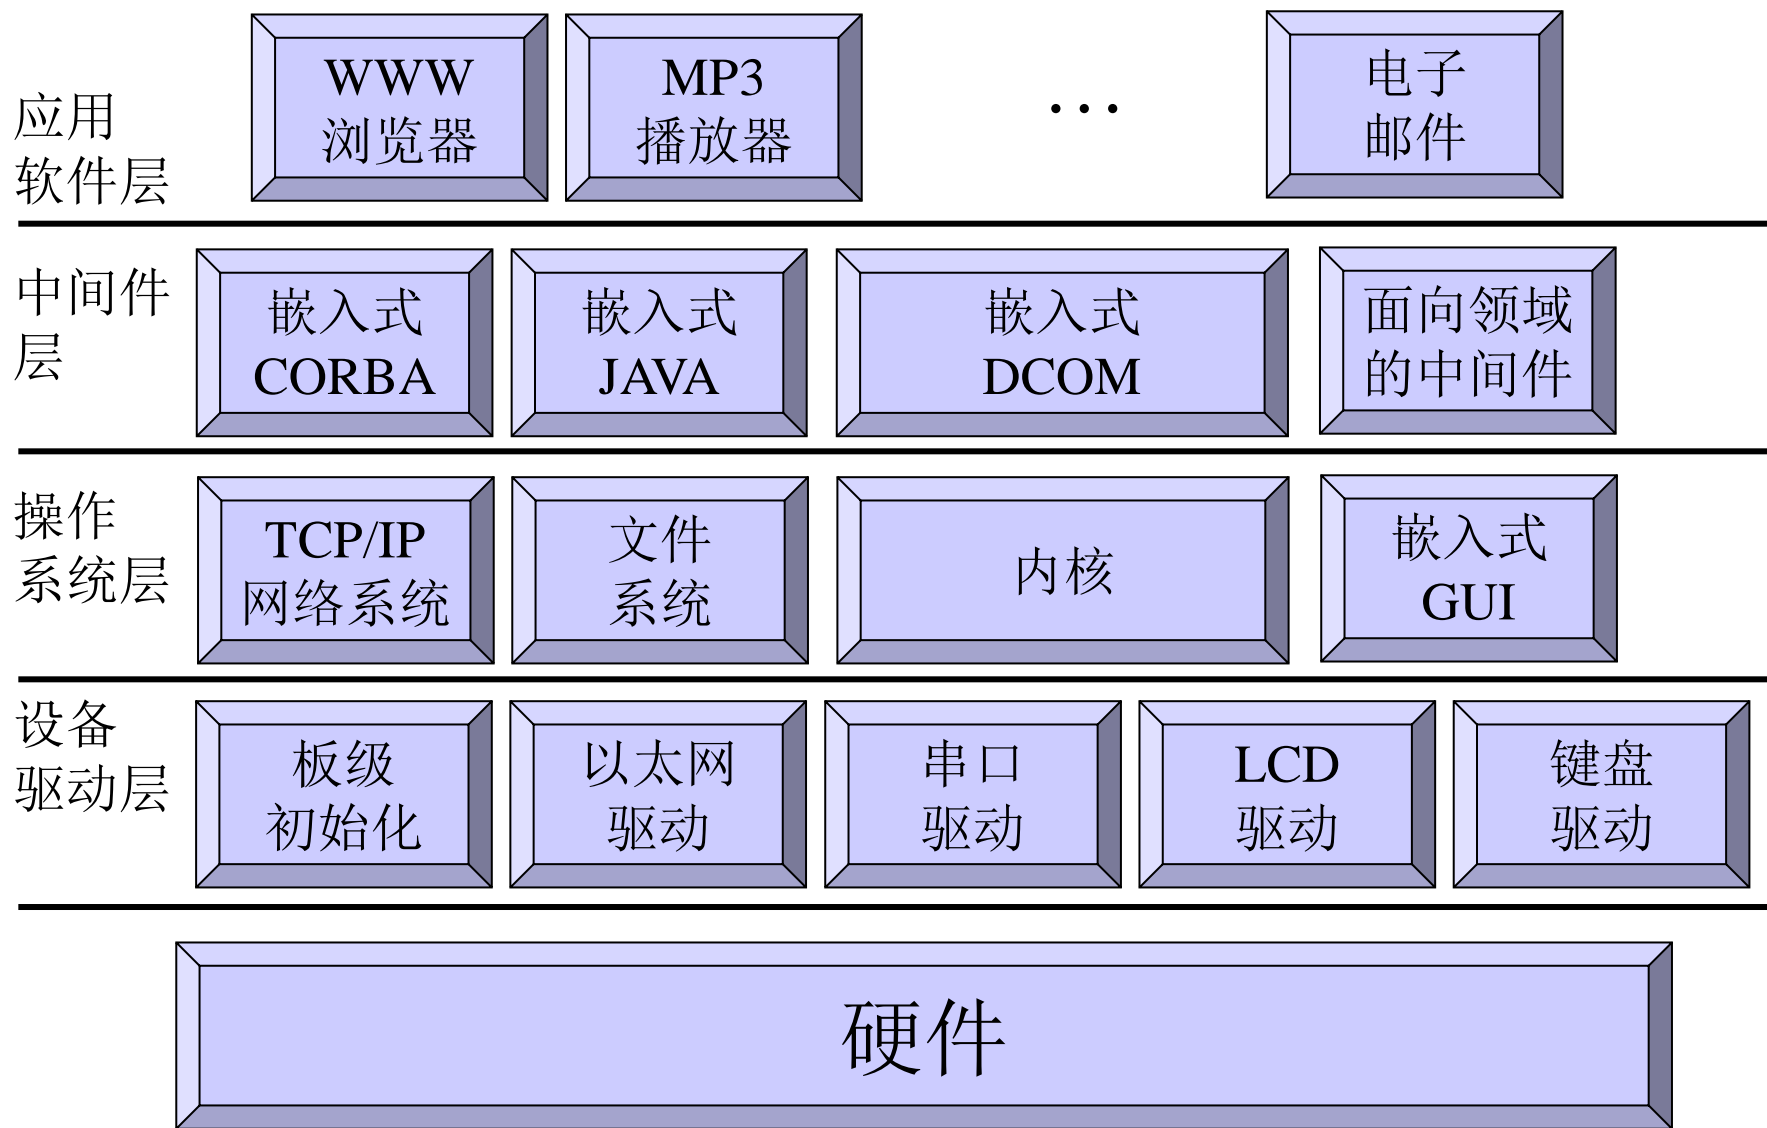 应用
软件层
WWW
浏览器
MP3
播放器
…
电子
邮件
中间件
层
嵌入式
CORBA
嵌入式
JAVA
嵌入式
DCOM
面向领域
的中间件
操作
系统层
TCP/IP
网络系统
文件
系统
内核
嵌入式
GUI
设备
驱动层
板级
初始化
以太网
驱动
串口
驱动
LCD
驱动
键盘
驱动
硬件